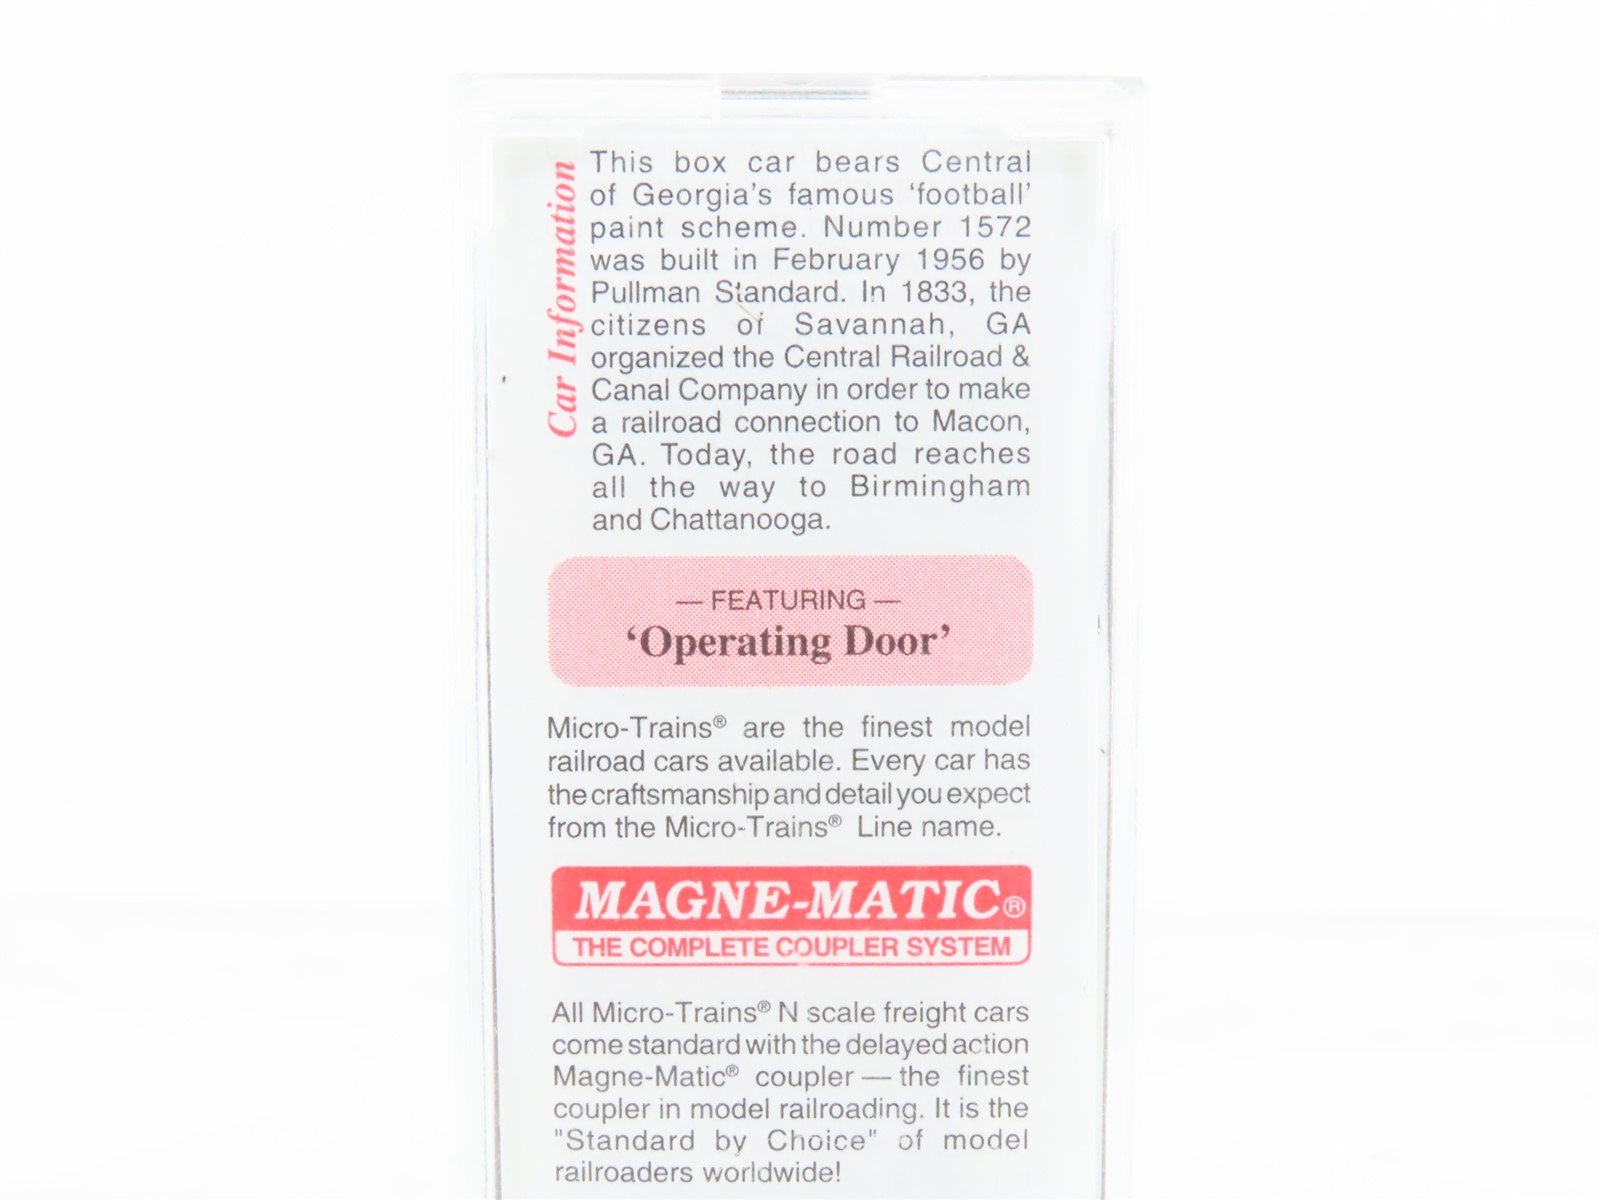 Car Information
This box car bears Central
of Georgia's famous ‘football’
paint scheme. Number 1572
was built in February 1956 by
Pullman Standard. In 1833, the
citizens of Savannah, GA
organized the Central Railroad &
Canal Company in order to make
a railroad connection to Macon,
GA. Today, the road reaches
all the way to Birmingham
and Chattanooga.
— FEATURING —
‘Operating Door’
Micro-Trains® are the finest model
railroad cars available. Every car has
the craftsmanship and detail you expect
from the Micro-Trains® Line name.
MAGNE-MATIC®
THE COMPLETE COUPLER SYSTEM
All Micro-Trains® N scale freight cars
come standard with the delayed action
Magne-Matic® coupler — the finest
coupler in model railroading. It is the
"Standard by Choice" of model
railroaders worldwide!